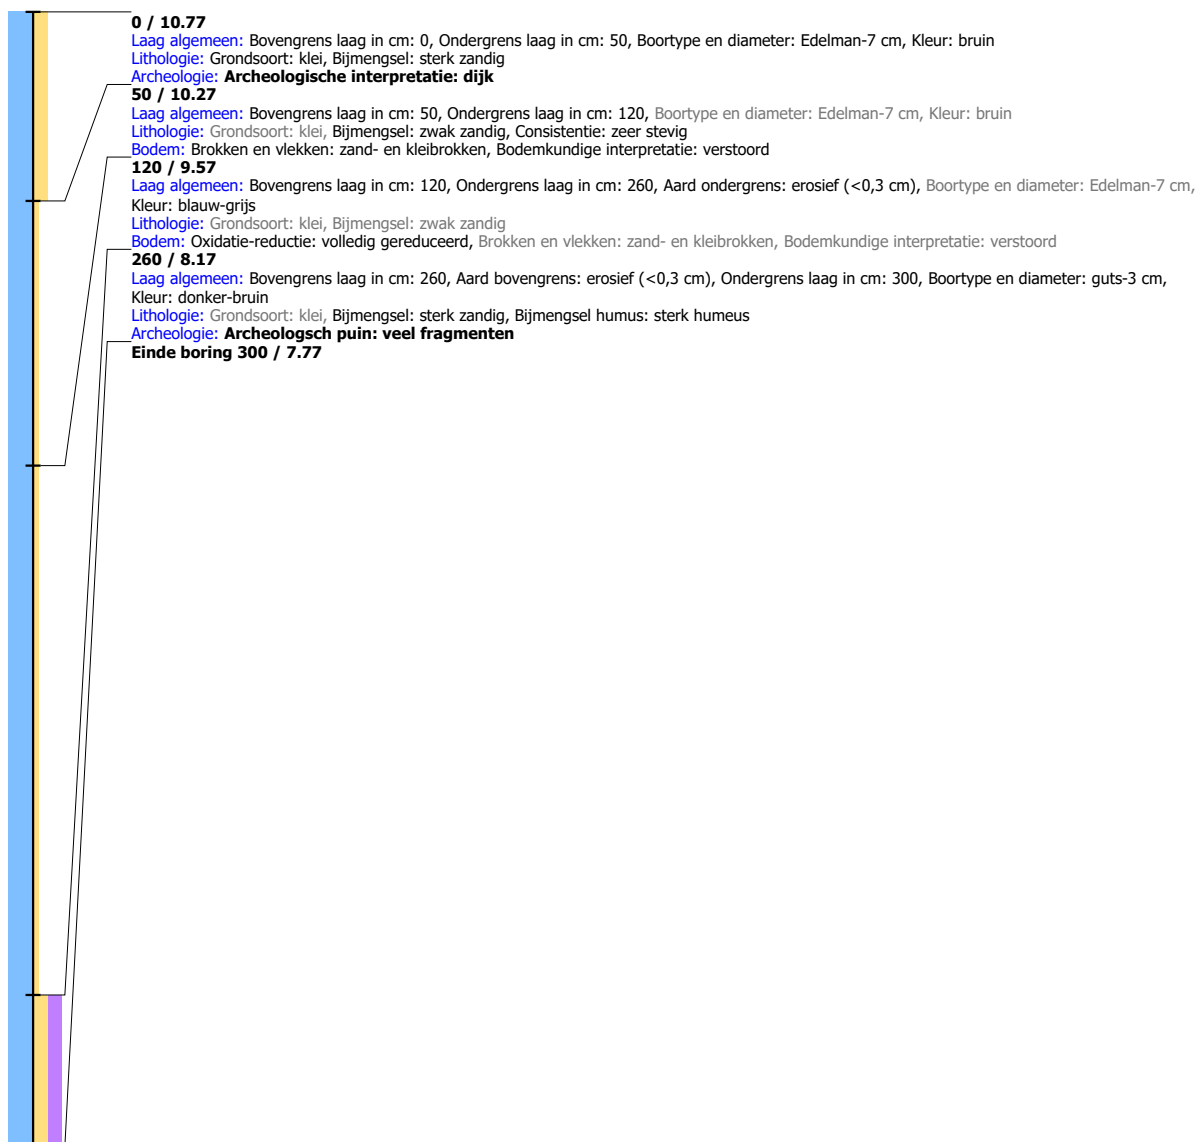 0 / 10.77
Laag algemeen: Bovengrens laag in cm: 0, Ondergrens laag in cm: 50, Boortype en diameter: Edelman-7 cm, Kleur: bruin
Lithologie: Grondsoort: klei, Bijmengsel: sterk zandig
Archeologie: Archeologische interpretatie: dijk
50 / 10.27
Laag algemeen: Bovengrens laag in cm: 50, Ondergrens laag in cm: 120, Boortype en diameter: Edelman-7 cm, Kleur: bruin
Lithologie: Grondsoort: klei, Bijmengsel: zwak zandig, Consistentie: zeer stevig
Bodem: Brokken en vlekken: zand- en kleibrokken, Bodemkundige interpretatie: verstoord
120 / 9.57
Laag algemeen: Bovengrens laag in cm: 120, Ondergrens laag in cm: 260, Aard ondergrens: erosief (<0,3 cm), Boortype en diameter: Edelman-7 cm,
Kleur: blauw-grijs
Lithologie: Grondsoort: klei, Bijmengsel: zwak zandig
Bodem: Oxidatie-reductie: volledig gereduceerd, Brokken en vlekken: zand- en kleibrokken, Bodemkundige interpretatie: verstoord
260 / 8.17
Laag algemeen: Bovengrens laag in cm: 260, Aard bovengrens: erosief (<0,3 cm), Ondergrens laag in cm: 300, Boortype en diameter: guts-3 cm,
Kleur: donker-bruin
Lithologie: Grondsoort: klei, Bijmengsel: sterk zandig, Bijmengsel humus: sterk humeus
Archeologie: Archeologsch puin: veel fragmenten
Einde boring 300 / 7.77